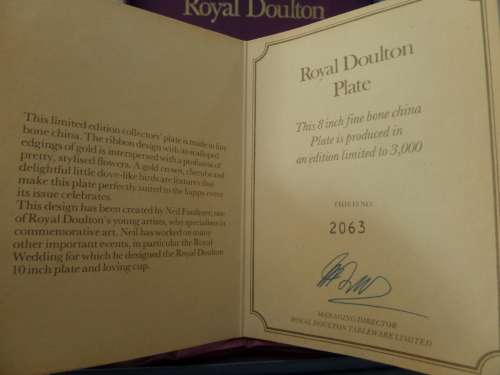 Royal Doulton
This limited edition collectors' plate is made in fine
bone china. The ribbon design with its scalloped
edgings of gold is interspersed with a profusion of
pretty, stylised flowers. A gold crown, cherubs and
delightful little dove-like birds are features that
make this plate perfectly suited to the happy event
its issue celebrates.
This design has been created by Neil Faulkner, one
of Royal Doulton's young artists, who specialises in
commemorative art. Neil has worked on many
other important events, in particular the Royal
Wedding for which he designed the Royal Doulton
10 inch plate and loving cup.
Royal Doulton
Plate
This 8 inch fine bone china
Plate is produced in
an edition limited to 3,000
THIS IS NO.
2063
MANAGING DIRECTOR
ROYAL DOULTON TABLEWARE LIMITED